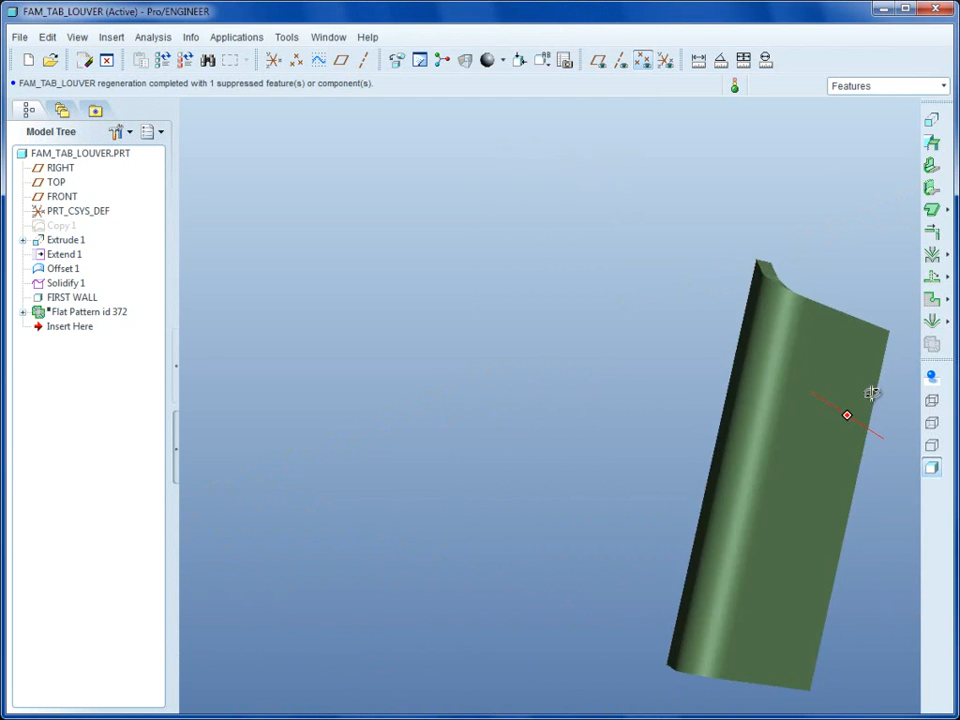 FAM_TAB_LOUVER (Active) - Pro/ENGINEER
File Edit View Insert Analysis Info Applications Tools Window Help
FAM_TAB_LOUVER regeneration completed with 1 suppressed feature(s) or component(s).
Features
Model Tree
FAM_TAB_LOUVER.PRT
RIGHT
TOP
FRONT
PRT_CSYS_DEF
Copy 1
Extrude 1
Extend 1
Offset 1
Solidify 1
FIRST WALL
*Flat Pattern id 372
Insert Here